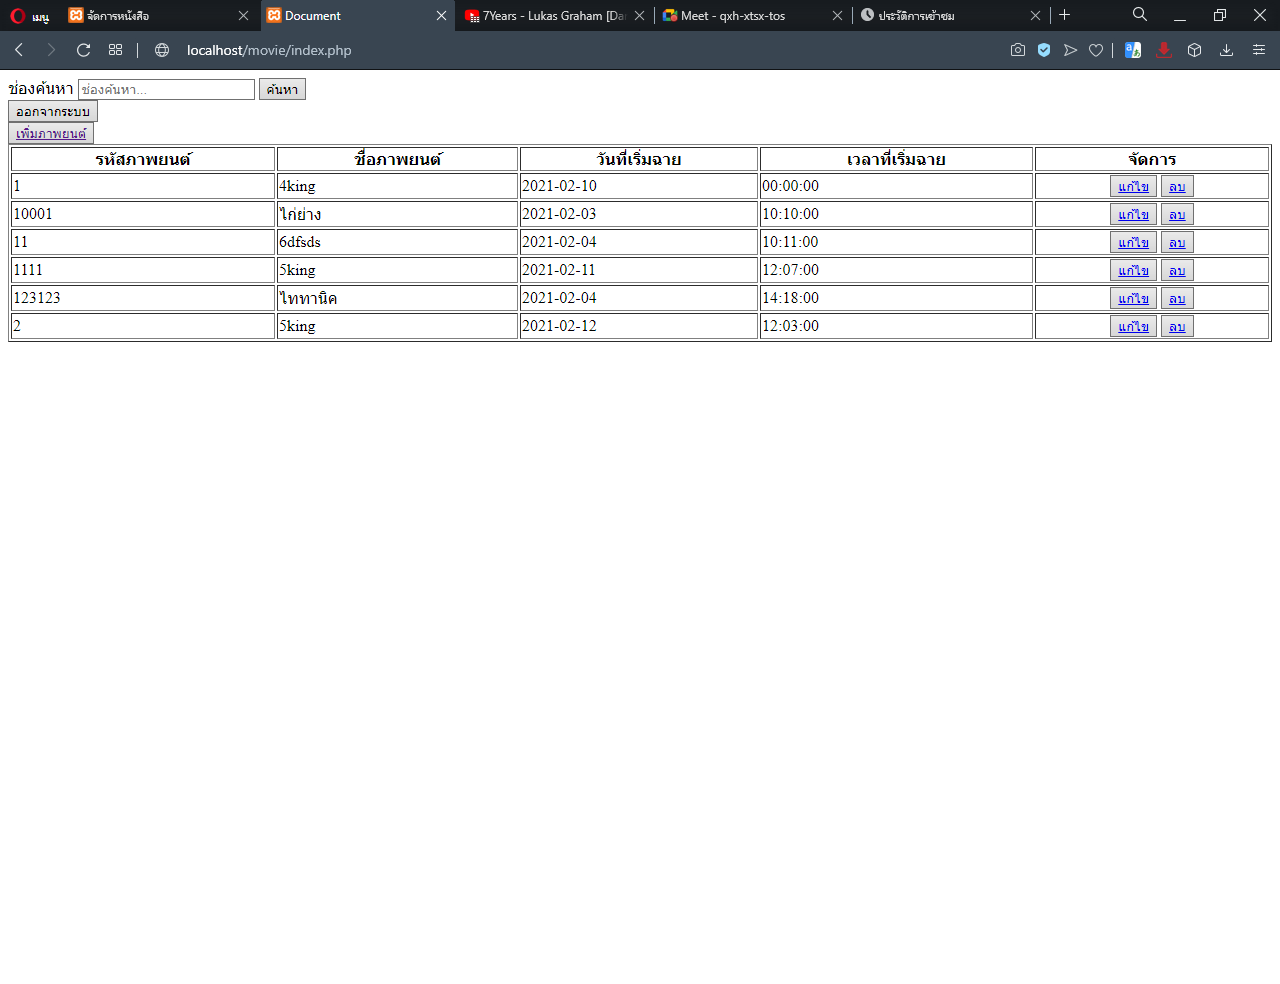 เมนู จัดการหนังสือ Document 7Years - Lukas Graham [Da Meet - qxh-xtsx-tos ประวัติการเข้าชม
localhost/movie/index.php
ช่องค้นหา ช่องค้นหา... ค้นหา
ออกจากระบบ
เพิ่มภาพยนต์
รหัสภาพยนต์ ชื่อภาพยนต์ วันที่เริ่มฉาย เวลาที่เริ่มฉาย จัดการ
1 4king 2021-02-10 00:00:00 แก้ไข ลบ
10001 ไก่ย่าง 2021-02-03 10:10:00 แก้ไข ลบ
11 6dfsds 2021-02-04 10:11:00 แก้ไข ลบ
1111 5king 2021-02-11 12:07:00 แก้ไข ลบ
123123 ไททานิค 2021-02-04 14:18:00 แก้ไข ลบ
2 5king 2021-02-12 12:03:00 แก้ไข ลบ